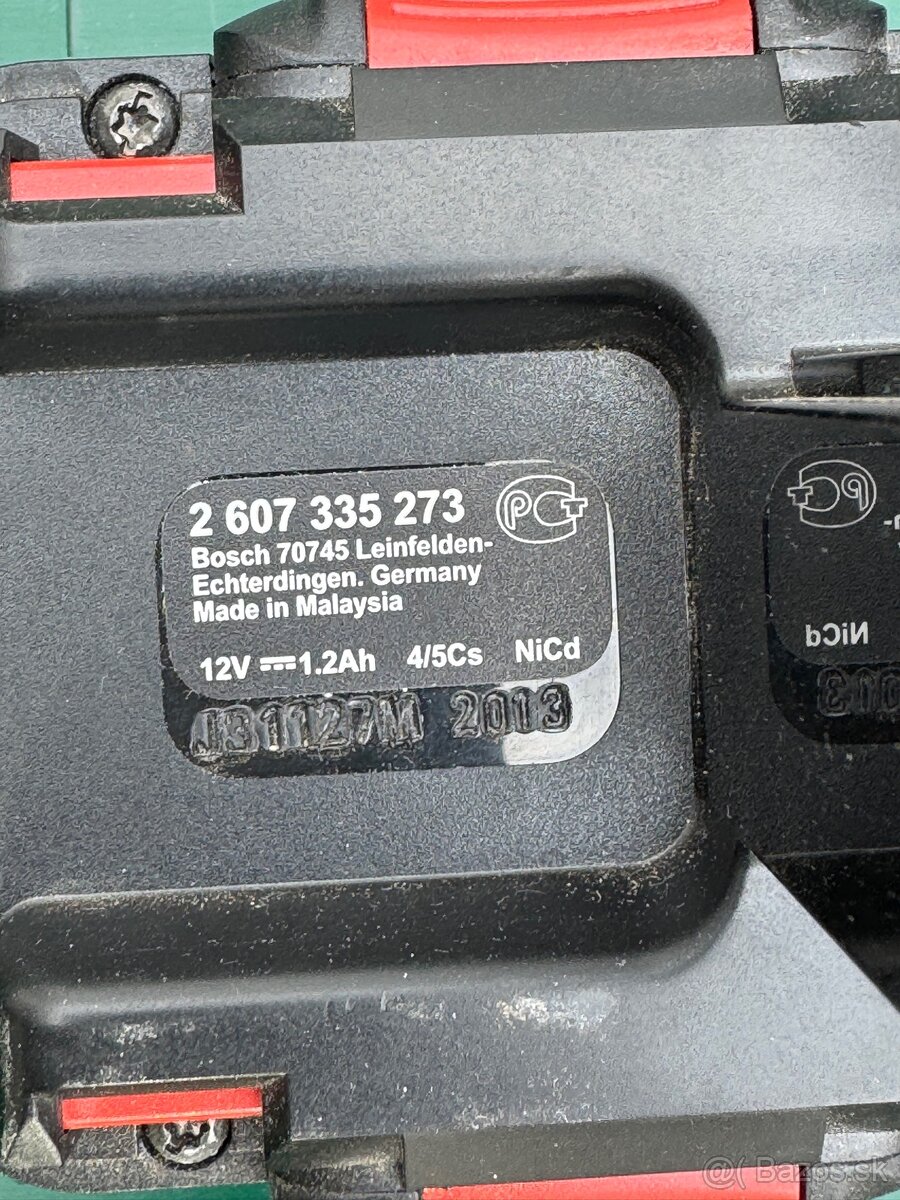 2 607 335 273 PCT
Bosch 70745 Leinfelden-
Echterdingen. Germany
Made in Malaysia
12V 1.2Ah 4/5Cs NiCd
J31127M 2013
NiCd
@( Bazos.sk